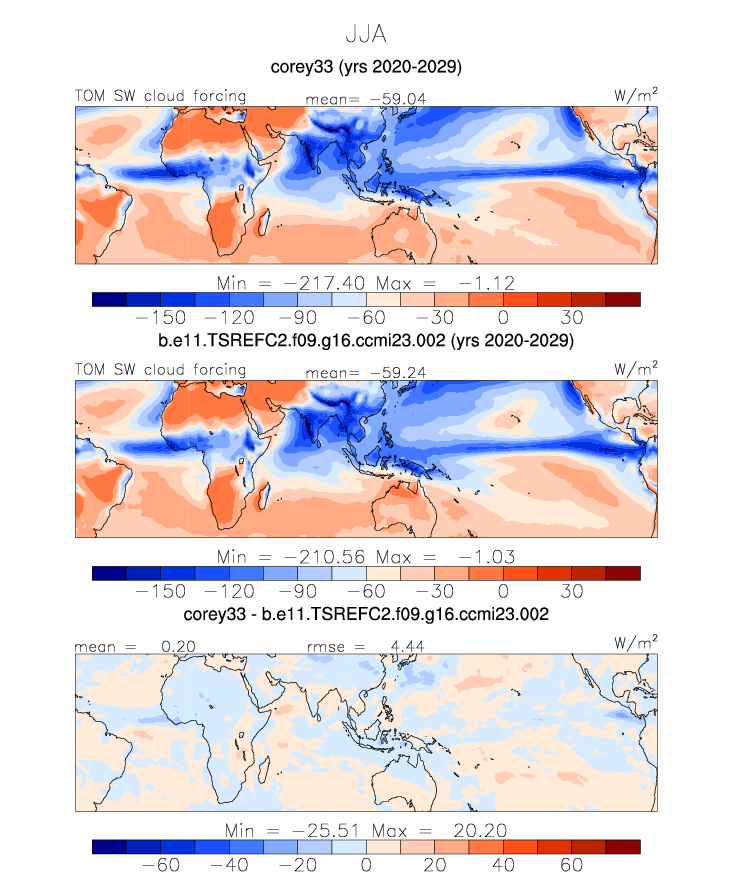 JJA
corey33 (yrs 2020-2029)
TOM SW cloud forcing mean= −59.04 W/m²
Min = −217.40 Max = −1.12
−150 −120 −90 −60 −30 0 30
b.e11.TSREFC2.f09.g16.ccmi23.002 (yrs 2020-2029)
TOM SW cloud forcing mean= −59.24 W/m²
Min = −210.56 Max = −1.03
−150 −120 −90 −60 −30 0 30
corey33 - b.e11.TSREFC2.f09.g16.ccmi23.002
mean = 0.20 rmse = 4.44 W/m²
Min = −25.51 Max = 20.20
−60 −40 −20 0 20 40 60